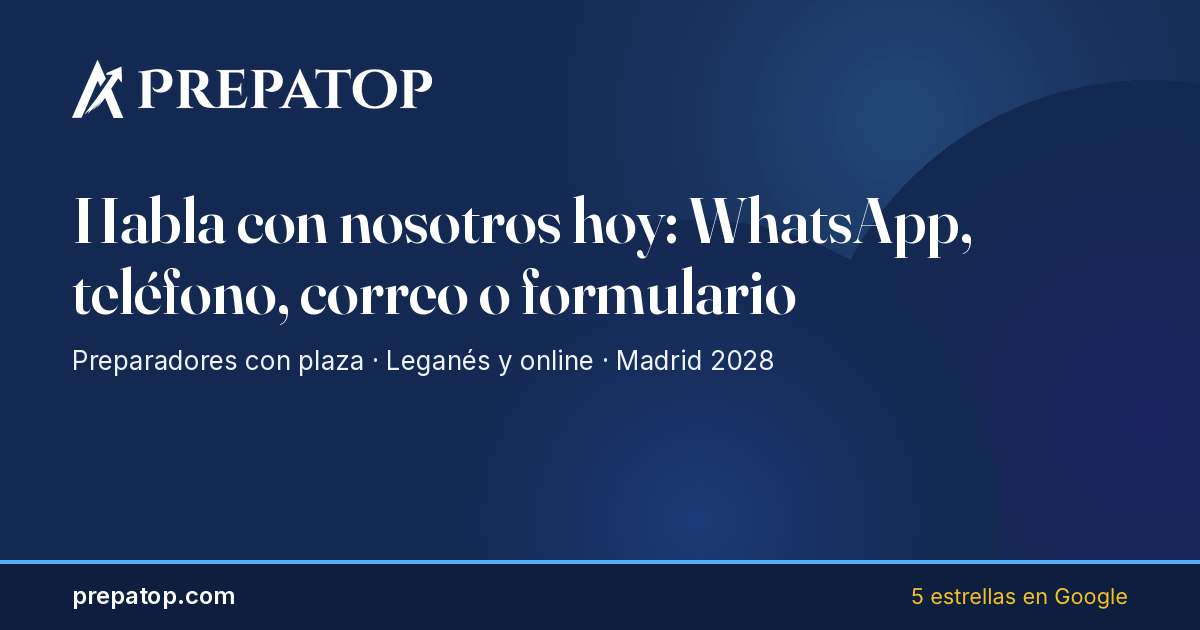 PREPATOP
Habla con nosotros hoy: WhatsApp,
teléfono, correo o formulario
Preparadores con plaza · Leganés y online · Madrid 2028
prepatop.com
5 estrellas en Google